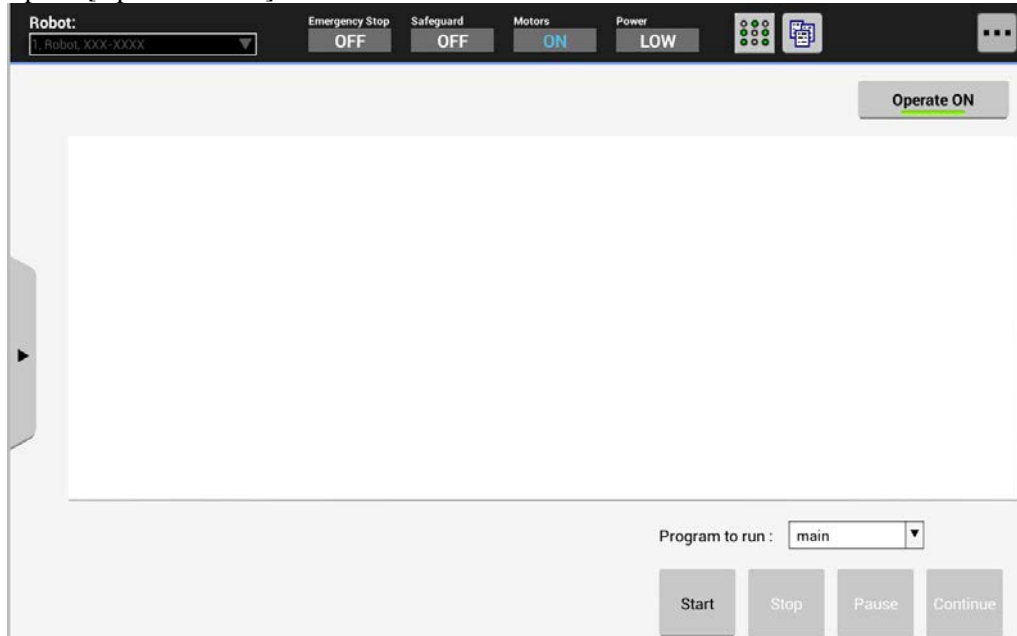 Robot:
1, Robot, XXX-XXXX
Emergency Stop
OFF
Safeguard
OFF
Motors
ON
Power
LOW
Operate ON
Program to run :
main
Start
Stop
Pause
Continue